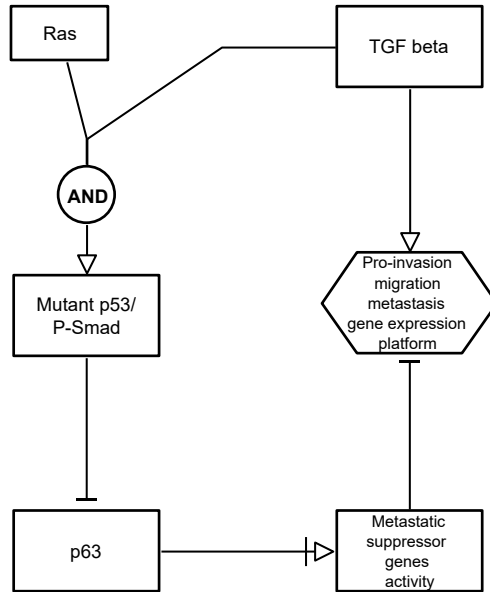 Ras
TGF beta
AND
Mutant p53/
P-Smad
Pro-invasion
migration
metastasis
gene expression
platform
p63
Metastatic
suppressor
genes
activity